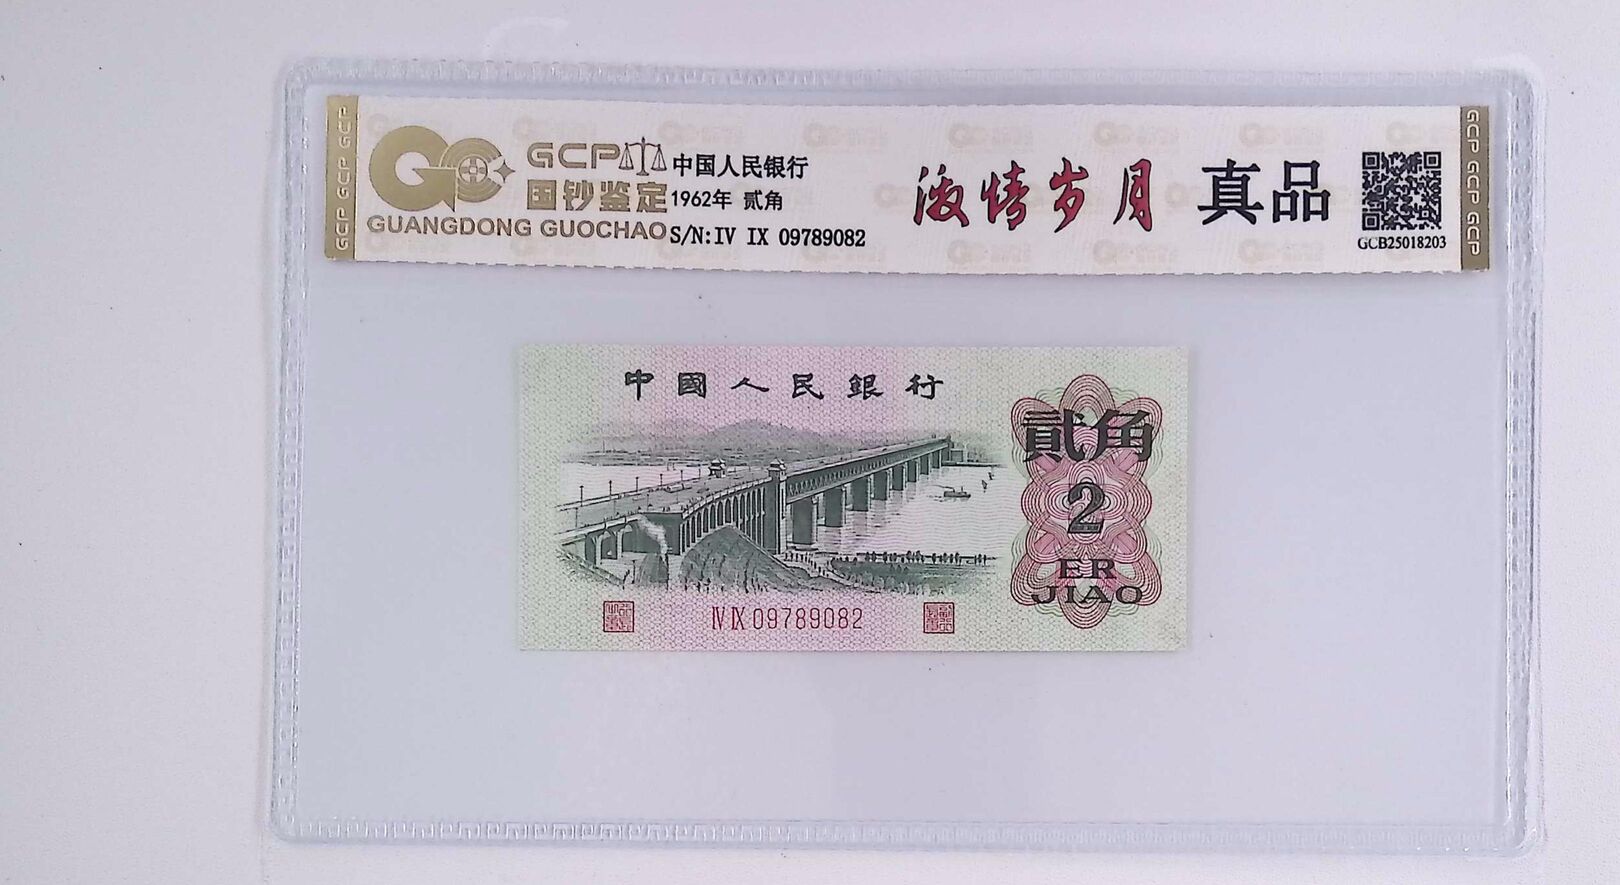 GCP GCP GCP
GCP
国钞鉴定
GUANGDONG GUOCHAO
中国人民银行
1962年 贰角
S/N:IV IX 09789082
激情岁月 真品
GCB25018203
GCP GCP GCP
中國人民銀行
貳角
2
ER
JIAO
IV IX 09789082